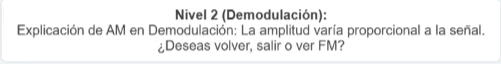 Nivel 2 (Demodulación):
Explicación de AM en Demodulación: La amplitud varía proporcional a la señal.
¿Deseas volver, salir o ver FM?